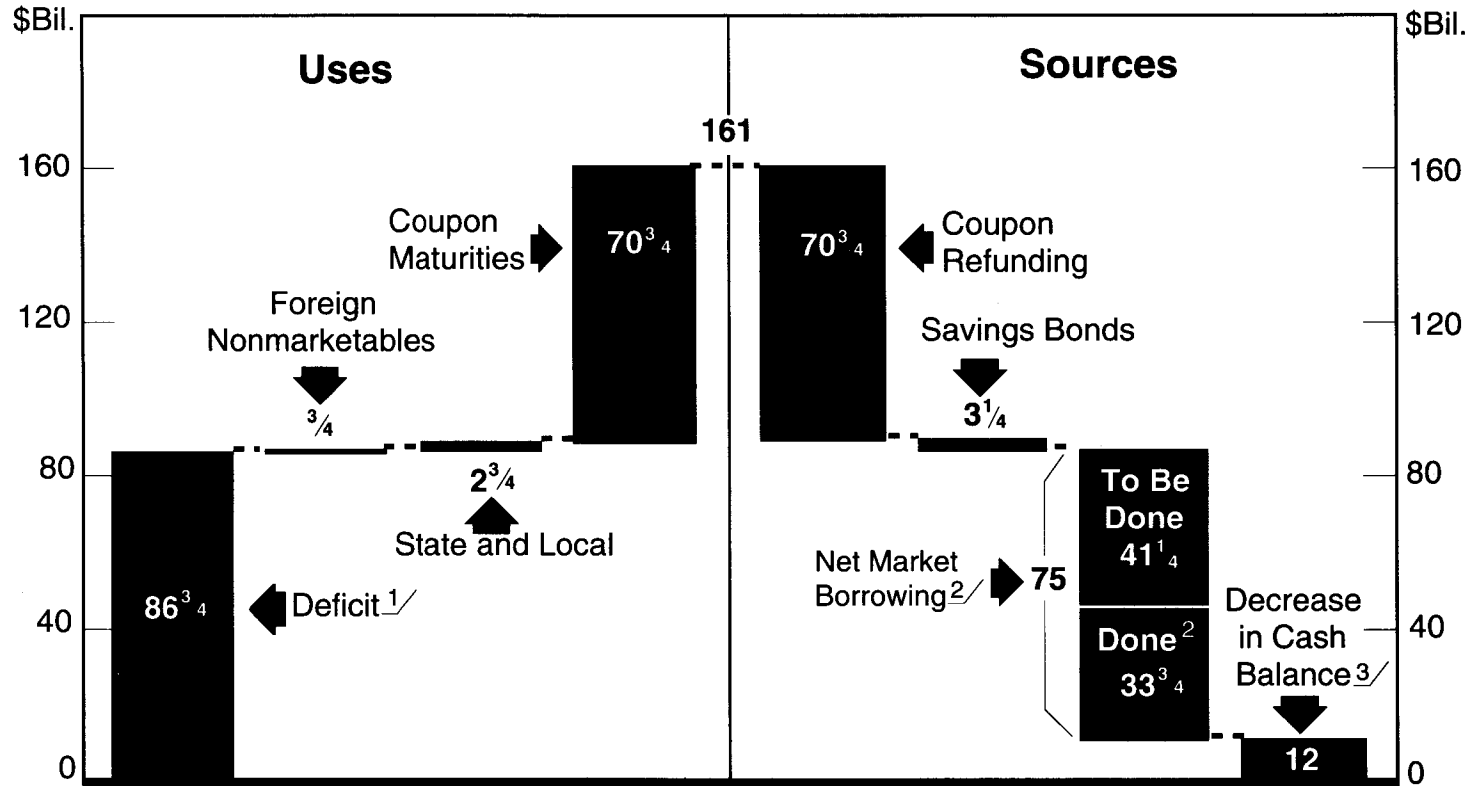 $Bil.
$Bil.
Uses
Sources
161
160
120
80
40
0
Coupon
Maturities
70 3/4
Foreign
Nonmarketables
3/4
2 3/4
State and Local
86 3/4
Deficit 1/
70 3/4
Coupon
Refunding
Savings Bonds
3 1/4
To Be
Done
41 1/4
Net Market
Borrowing 2/
75
Done 2
33 3/4
Decrease
in Cash
Balance 3/
12
160
120
80
40
0